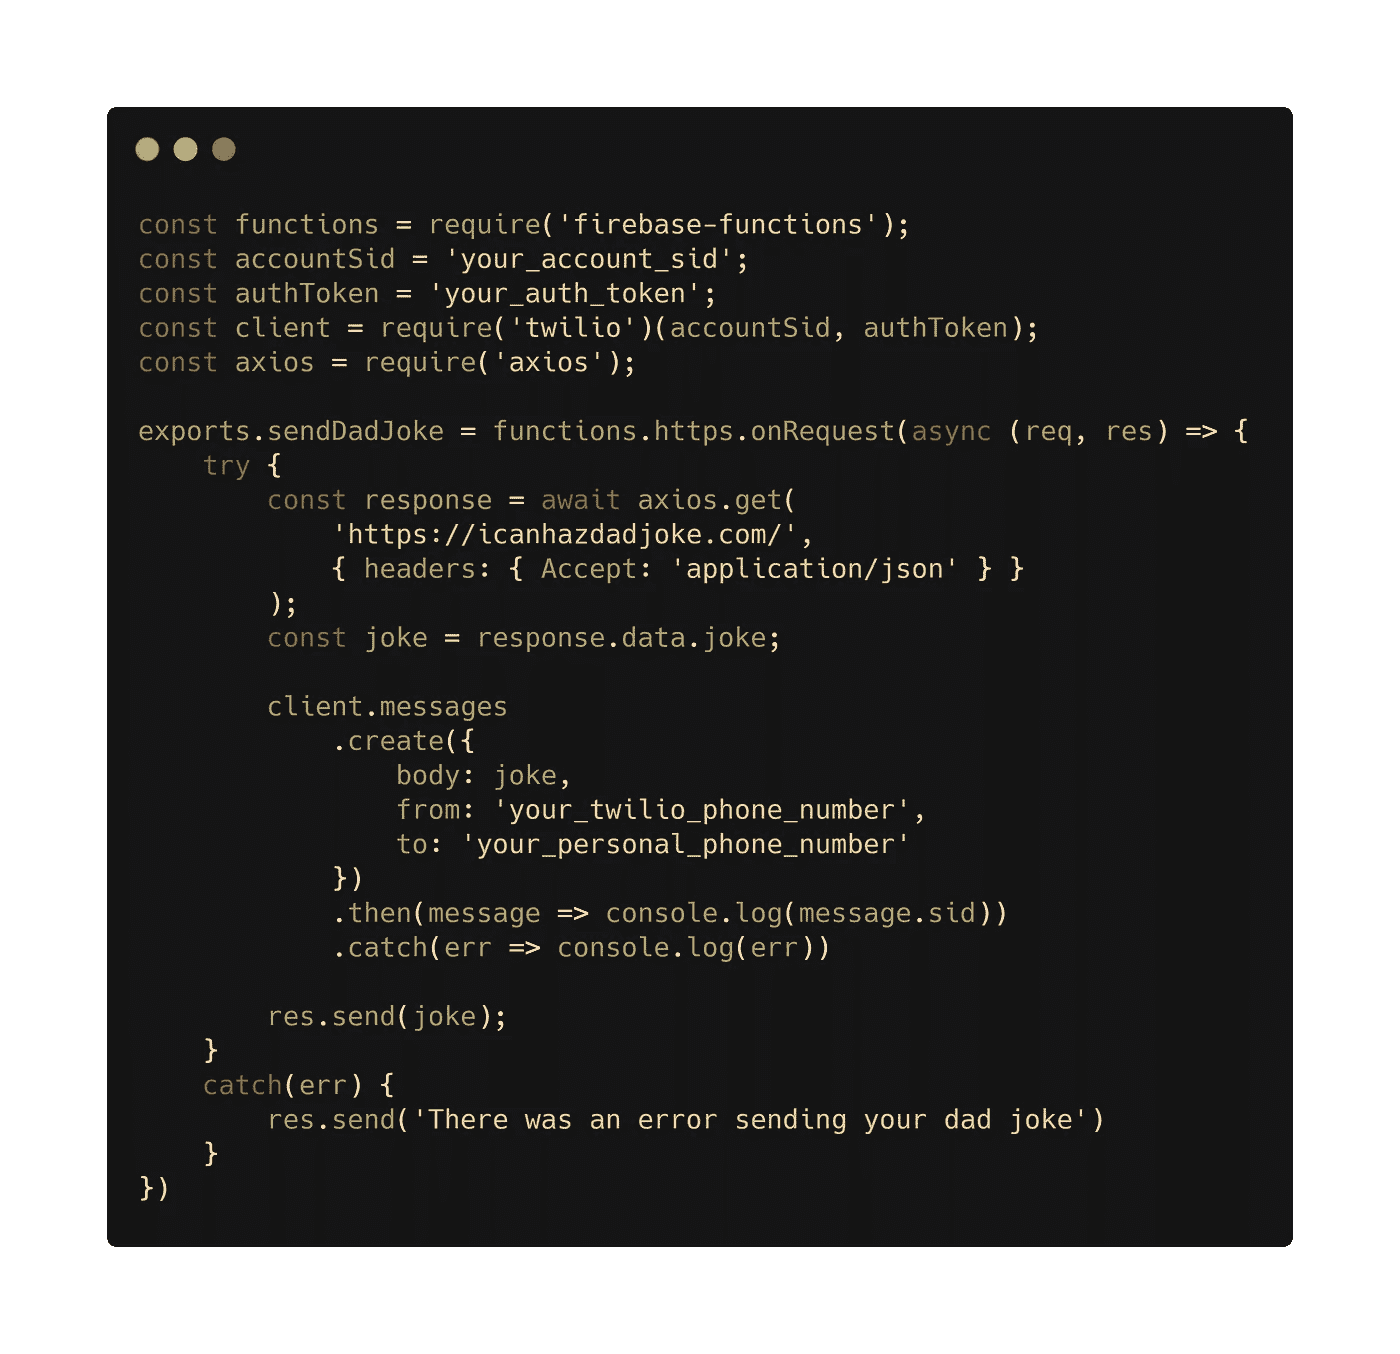 const functions = require('firebase-functions');
const accountSid = 'your_account_sid';
const authToken = 'your_auth_token';
const client = require('twilio')(accountSid, authToken);
const axios = require('axios');

exports.sendDadJoke = functions.https.onRequest(async (req, res) => {
    try {
        const response = await axios.get(
            'https://icanhazdadjoke.com/',
            { headers: { Accept: 'application/json' } }
        );
        const joke = response.data.joke;

        client.messages
            .create({
                body: joke,
                from: 'your_twilio_phone_number',
                to: 'your_personal_phone_number'
            })
            .then(message => console.log(message.sid))
            .catch(err => console.log(err))

        res.send(joke);
    }
    catch(err) {
        res.send('There was an error sending your dad joke')
    }
})